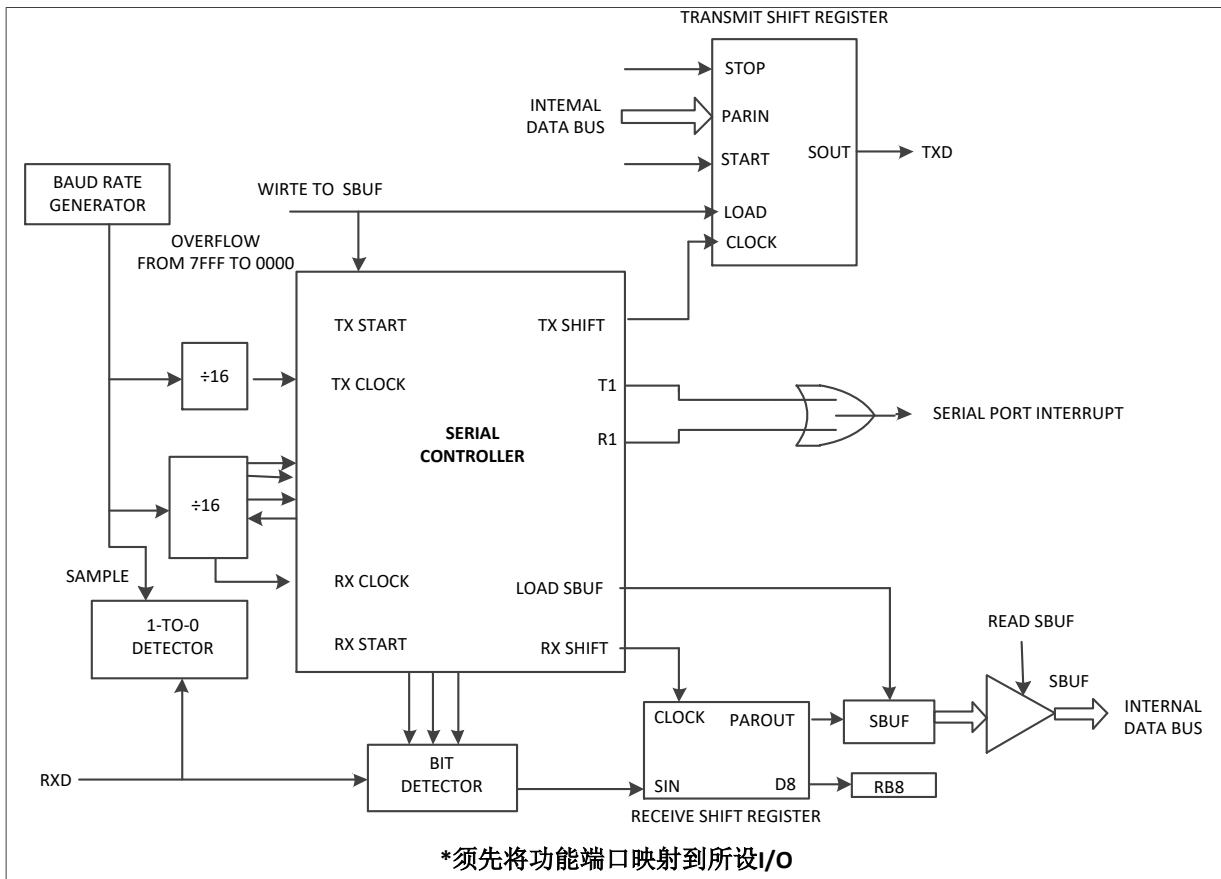 TRANSMIT SHIFT REGISTER
STOP
INTEMAL
DATA BUS
PARIN
START
SOUT
TXD
BAUD RATE
GENERATOR
WIRTE TO SBUF
LOAD
CLOCK
OVERFLOW
FROM 7FFF TO 0000
TX START
TX SHIFT
÷16
TX CLOCK
T1
SERIAL PORT INTERRUPT
SERIAL
CONTROLLER
R1
÷16
SAMPLE
RX CLOCK
LOAD SBUF
1-TO-0
DETECTOR
RX START
RX SHIFT
READ SBUF
SBUF
CLOCK
PAROUT
SBUF
INTERNAL
DATA BUS
RXD
BIT
DETECTOR
SIN
D8
RB8
RECEIVE SHIFT REGISTER
*须先将功能端口映射到所设I/O